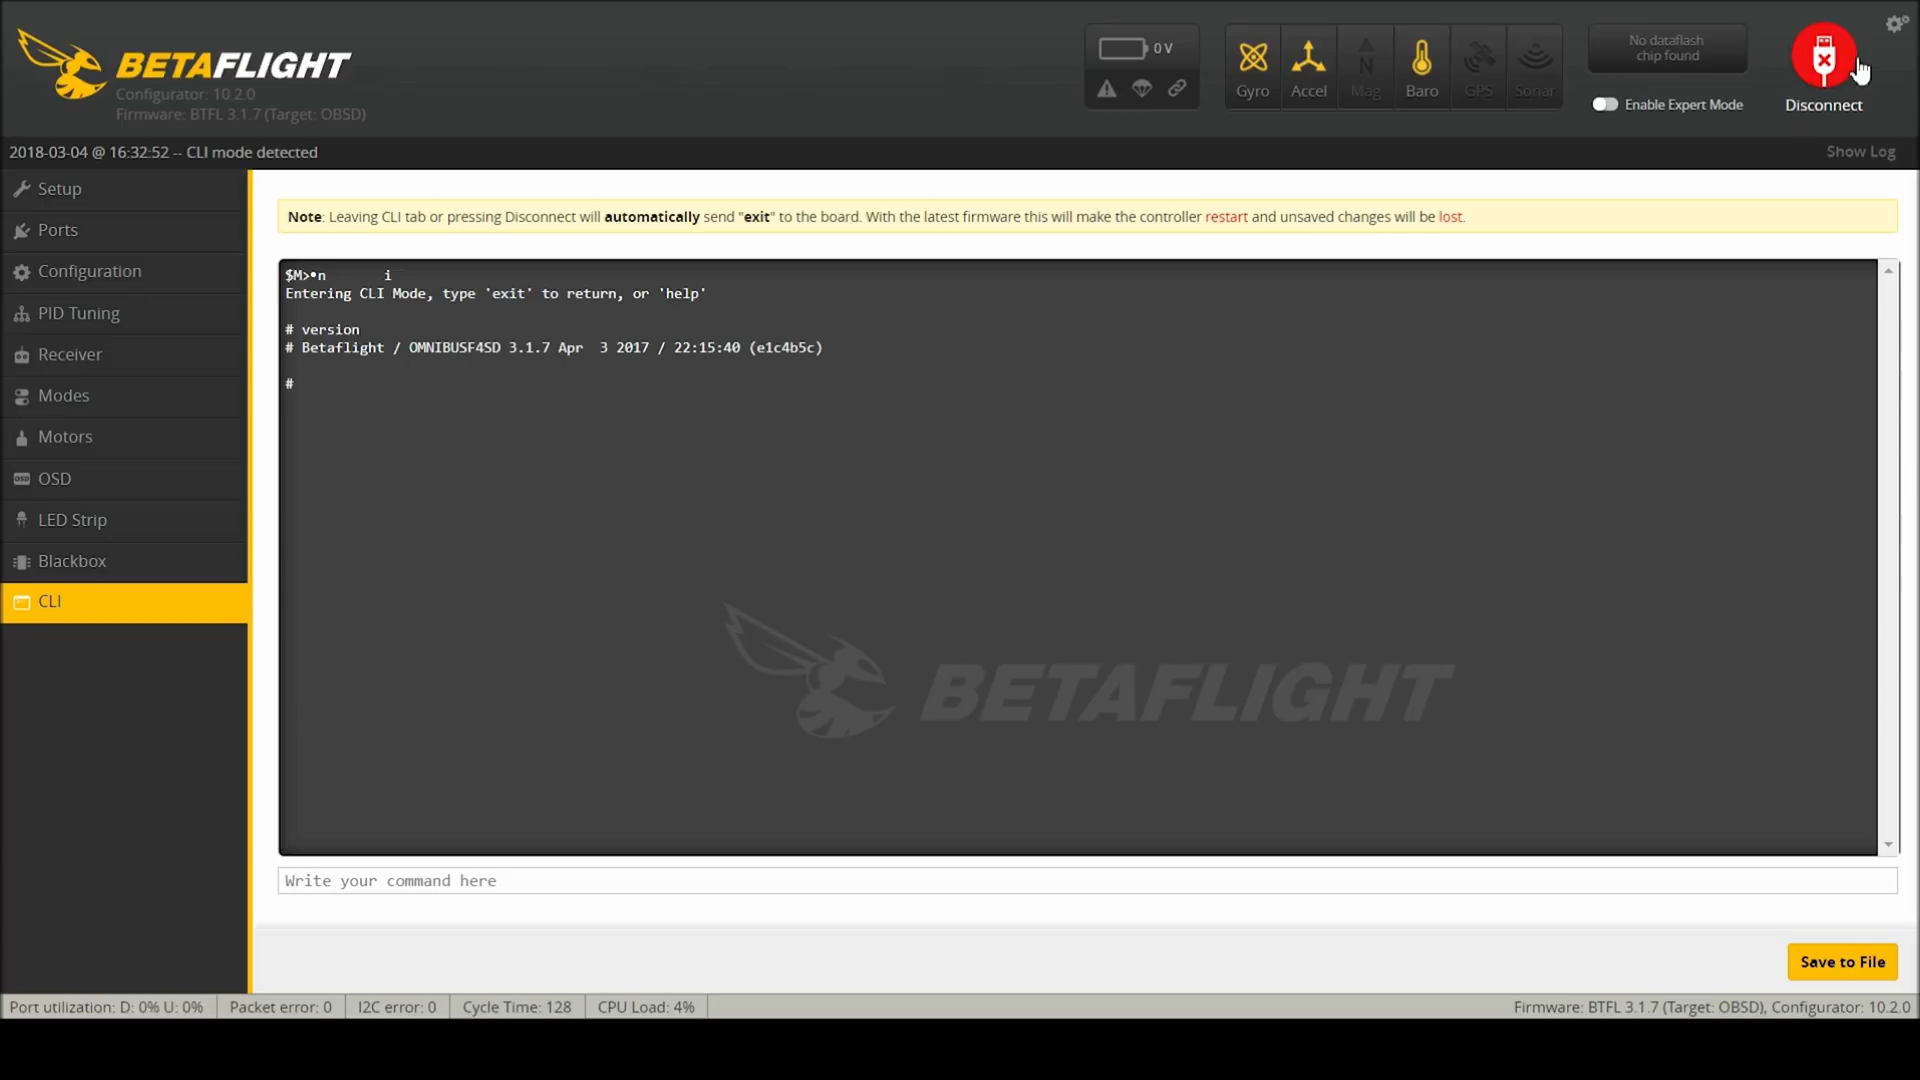 BETAFLIGHT
Configurator: 10.2.0
Firmware: BTFL 3.1.7 (Target: OBSD)
0 V
Gyro
Accel
N
Mag
Baro
GPS
Sonar
No dataflash
chip found
Enable Expert Mode
Disconnect
2018-03-04 @ 16:32:52 -- CLI mode detected
Show Log
Setup
Ports
Configuration
PID Tuning
Receiver
Modes
Motors
OSD
LED Strip
Blackbox
CLI
Note: Leaving CLI tab or pressing Disconnect will automatically send "exit" to the board. With the latest firmware this will make the controller restart and unsaved changes will be lost.
$M>•n       i
Entering CLI Mode, type 'exit' to return, or 'help'
# version
# Betaflight / OMNIBUSF4SD 3.1.7 Apr  3 2017 / 22:15:40 (e1c4b5c)
#
BETAFLIGHT
Write your command here
Save to File
Port utilization: D: 0% U: 0%
Packet error: 0
I2C error: 0
Cycle Time: 128
CPU Load: 4%
Firmware: BTFL 3.1.7 (Target: OBSD), Configurator: 10.2.0